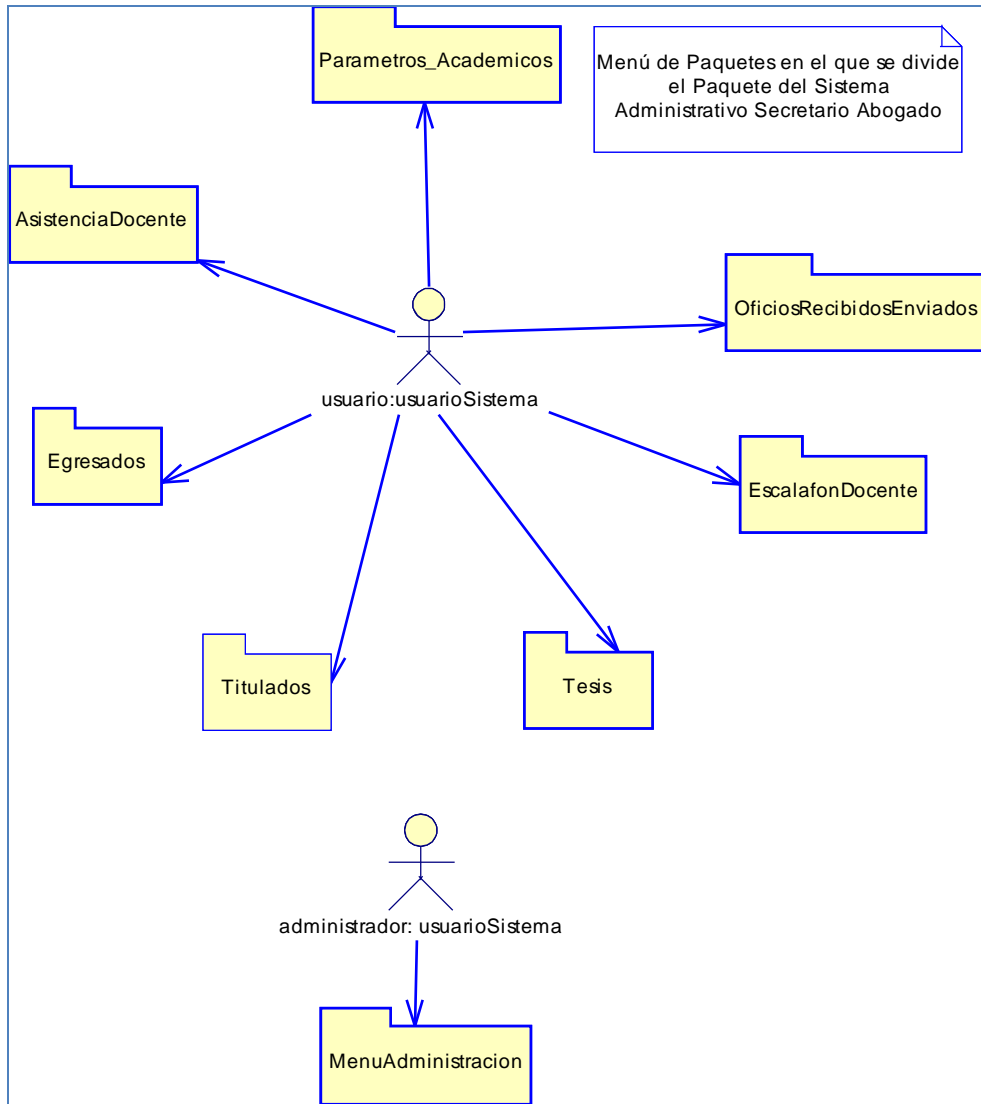 Parametros_Academicos
Menú de Paquetes en el que se divide
el Paquete del Sistema
Administrativo Secretario Abogado
AsistenciaDocente
OficiosRecibidosEnviados
usuario:usuarioSistema
Egresados
EscalafonDocente
Titulados
Tesis
administrador: usuarioSistema
MenuAdministracion